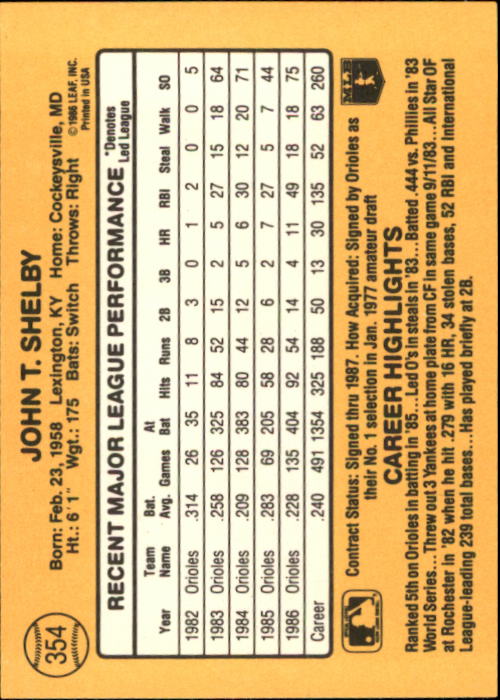 354
JOHN T. SHELBY
Born: Feb. 23, 1958 Lexington, KY Home: Cockeysville, MD
Ht.: 6' 1" Wgt.: 175 Bats: Switch Throws: Right
© 1986 LEAF, INC.
Printed in USA
RECENT MAJOR LEAGUE PERFORMANCE *Denotes Led League
Year Team Name Bat. Avg. Games At Bat Hits Runs 2B 3B HR RBI Steal Walk SO
1982 Orioles .314 26 35 11 8 3 0 1 2 0 0 5
1983 Orioles .258 126 325 84 52 15 2 5 27 15 18 64
1984 Orioles .209 128 383 80 44 12 5 6 30 12 20 71
1985 Orioles .283 69 205 58 28 6 2 7 27 5 7 44
1986 Orioles .228 135 404 92 54 14 4 11 49 18 18 75
Career .240 491 1354 325 188 50 13 30 135 52 63 260
Contract Status: Signed thru 1987. How Acquired: Signed by Orioles as
their No. 1 selection in Jan. 1977 amateur draft
CAREER HIGHLIGHTS
Ranked 5th on Orioles in batting in '85...Led O's in steals in '83...Batted .444 vs. Phillies in '83
World Series...Threw out 3 Yankees at home plate from CF in same game 9/11/83...All Star OF
at Rochester in '82 when he hit .279 with 16 HR, 34 stolen bases, 52 RBI and International
League-leading 239 total bases...Has played briefly at 2B.